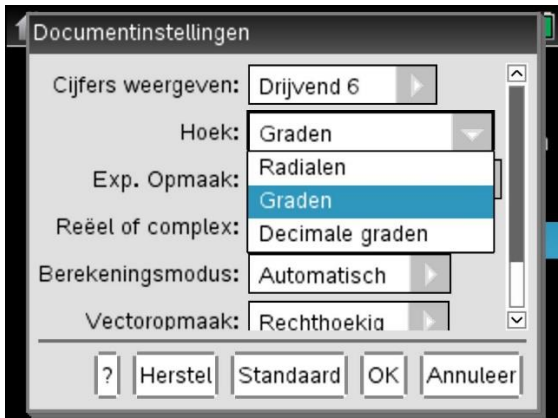 Documentinstellingen
Cijfers weergeven: Drijvend 6
Hoek: Graden
Radialen
Exp. Opmaak:
Graden
Reëel of complex:
Decimale graden
Berekeningsmodus: Automatisch
Vectoropmaak: Rechthoekig
? Herstel Standaard OK Annuleer